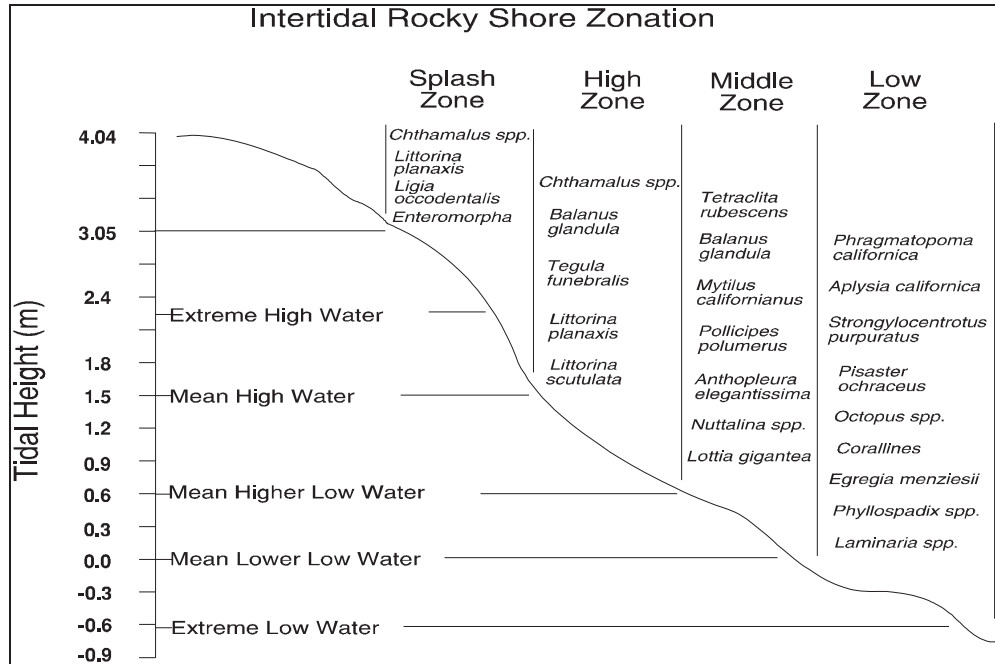 Intertidal Rocky Shore Zonation
Splash
Zone
High
Zone
Middle
Zone
Low
Zone
Tidal Height (m)
4.04
3.05
2.4
1.8
1.5
1.2
0.9
0.6
0.3
0.0
-0.3
-0.6
-0.9
Extreme High Water
Mean High Water
Mean Higher Low Water
Mean Lower Low Water
Extreme Low Water
Chthamalus spp.
Littorina
planaxis
Ligia
occodentalis
Enteromorpha
Chthamalus spp.
Balanus
glandula
Tegula
funebralis
Littorina
planaxis
Littorina
scutulata
Tetraclita
rubescens
Balanus
glandula
Mytilus
californianus
Pollicipes
polumerus
Anthopleura
elegantissima
Nuttalina spp.
Lottia gigantea
Phragmatopoma
californica
Aplysia californica
Strongylocentrotus
purpuratus
Pisaster
ochraceus
Octopus spp.
Corallines
Egregia menziesii
Phyllospadix spp.
Laminaria spp.